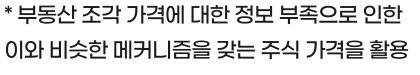 * 부동산 조각 가격에 대한 정보 부족으로 인한
이와 비슷한 메커니즘을 갖는 주식 가격을 활용